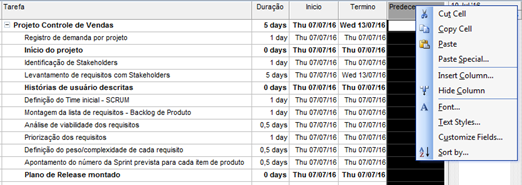 Tarefa Duração Inicio Termino Predece
Projeto Controle de Vendas 5 days Thu 07/07/16 Wed 13/07/16
Registro de demanda por projeto 1 day Thu 07/07/16 Thu 07/07/16
Inicio do projeto 0 days Thu 07/07/16 Thu 07/07/16
Identificação de Stakeholders 1 day Thu 07/07/16 Thu 07/07/16
Levantamento de requisitos com Stakeholders 5 days Thu 07/07/16 Wed 13/07/16
Histórias de usuário descritas 0 days Thu 07/07/16 Thu 07/07/16
Definição do Time inicial - SCRUM 1 day Thu 07/07/16 Thu 07/07/16
Montagem da lista de requisitos - Backlog de Produto 1 day Thu 07/07/16 Thu 07/07/16
Análise de viabilidade dos requisitos 0,5 days Thu 07/07/16 Thu 07/07/16
Priorização dos requisitos 1 day Thu 07/07/16 Thu 07/07/16
Definição do peso/complexidade de cada requisito 0,5 days Thu 07/07/16 Thu 07/07/16
Apontamento do número da Sprint prevista para cada item de produto 0,5 days Thu 07/07/16 Thu 07/07/16
Plano de Release montado 0 days Thu 07/07/16 Thu 07/07/16
Cut Cell
Copy Cell
Paste
Paste Special...
Insert Column...
Hide Column
Font...
Text Styles...
Customize Fields...
Sort by...